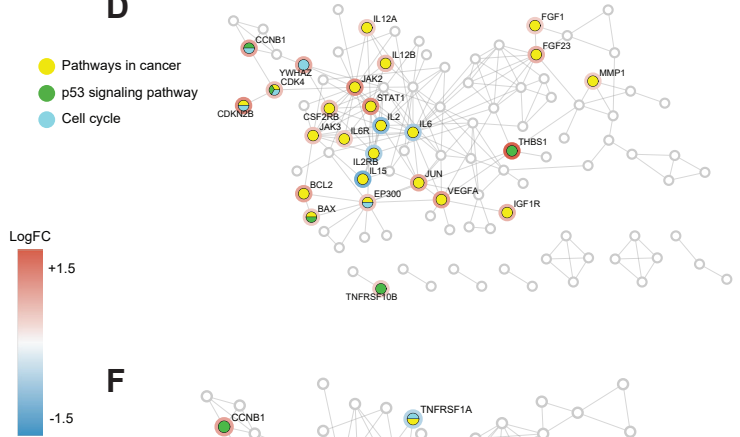 D
Pathways in cancer
p53 signaling pathway
Cell cycle
IL12A
FGF1
CCNB1
IL12B
FGF23
YWHAZ
CDK4
JAK2
MMP1
STAT1
CDKN2B
CSF2RB
IL2
JAK3
IL6R
IL6
THBS1
IL2RB
IL15
JUN
BCL2
EP300
VEGFA
BAX
IGF1R
LogFC
+1.5
-1.5
TNFRSF10B
F
CCNB1
TNFRSF1A